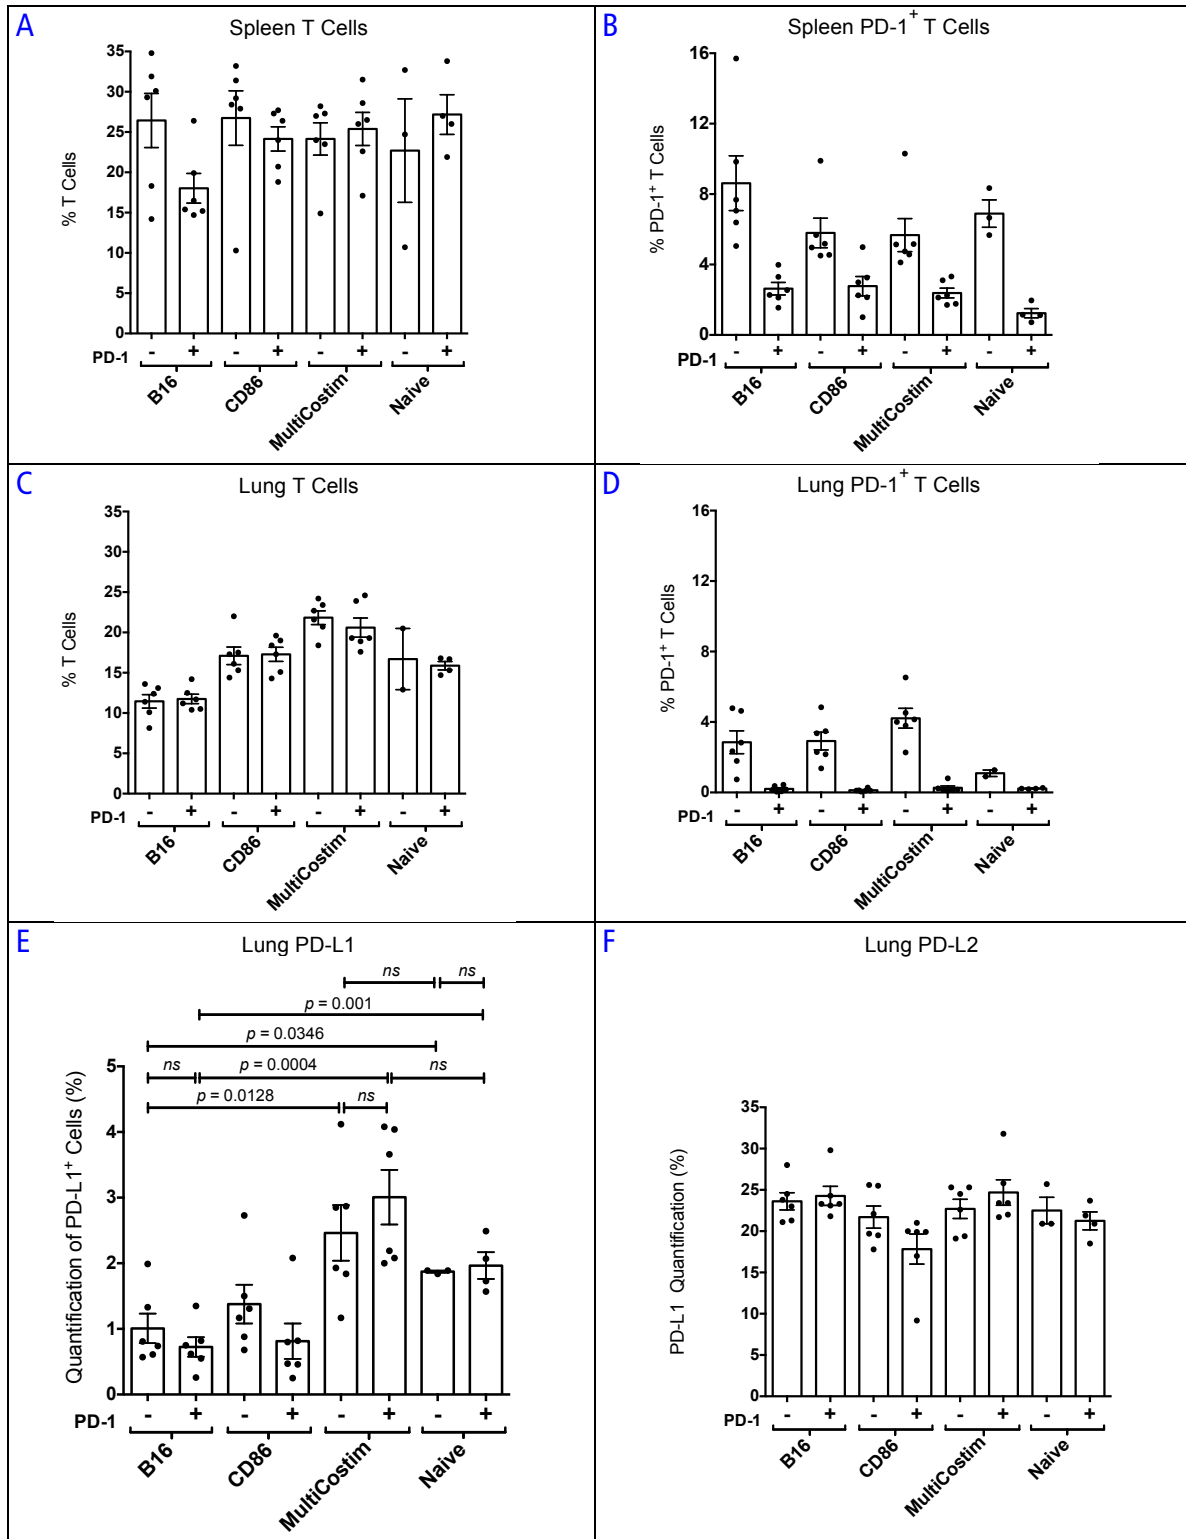 A
Spleen T Cells
% T Cells
35
30
25
20
15
10
5
0
PD-1 - + - + - + - +
B16 CD86 MultiCostim Naive
B
Spleen PD-1+ T Cells
% PD-1+ T Cells
16
12
8
4
0
PD-1 - + - + - + - +
B16 CD86 MultiCostim Naive
C
Lung T Cells
% T Cells
35
30
25
20
15
10
5
0
PD-1 - + - + - + - +
B16 CD86 MultiCostim Naive
D
Lung PD-1+ T Cells
% PD-1+ T Cells
16
12
8
4
0
PD-1 - + - + - + - +
B16 CD86 MultiCostim Naive
E
Lung PD-L1
ns ns
p = 0.001
p = 0.0346
ns p = 0.0004 ns
p = 0.0128 ns
Quantification of PD-L1+ Cells (%)
5
4
3
2
1
0
PD-1 - + - + - + - +
B16 CD86 MultiCostim Naive
F
Lung PD-L2
PD-L1 Quantification (%)
35
30
25
20
15
10
5
0
PD-1 - + - + - + - +
B16 CD86 MultiCostim Naive